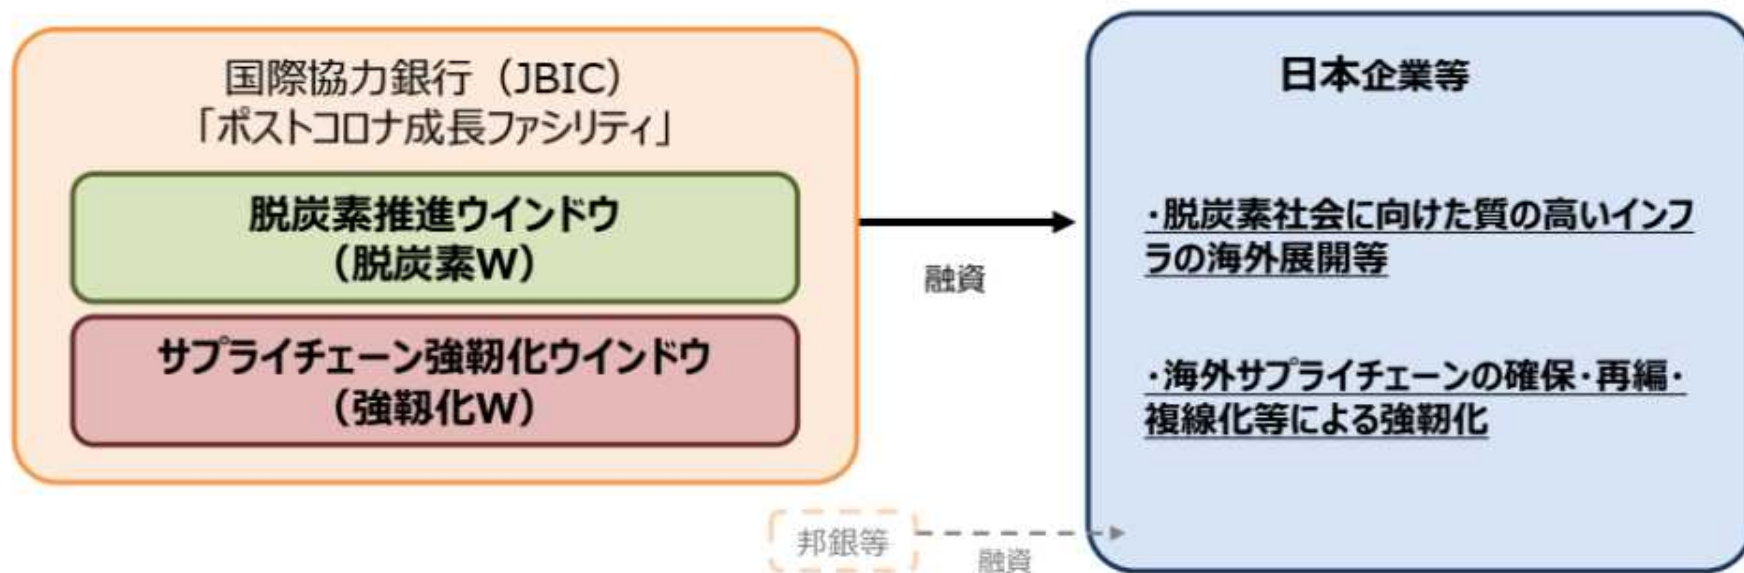 国際協力銀行（JBIC）
「ポストコロナ成長ファシリティ」
脱炭素推進ウインドウ
（脱炭素W）
サプライチェーン強靱化ウインドウ
（強靱化W）
融資
日本企業等
・脱炭素社会に向けた質の高いインフ
ラの海外展開等
・海外サプライチェーンの確保・再編・
複線化等による強靭化
邦銀等
融資